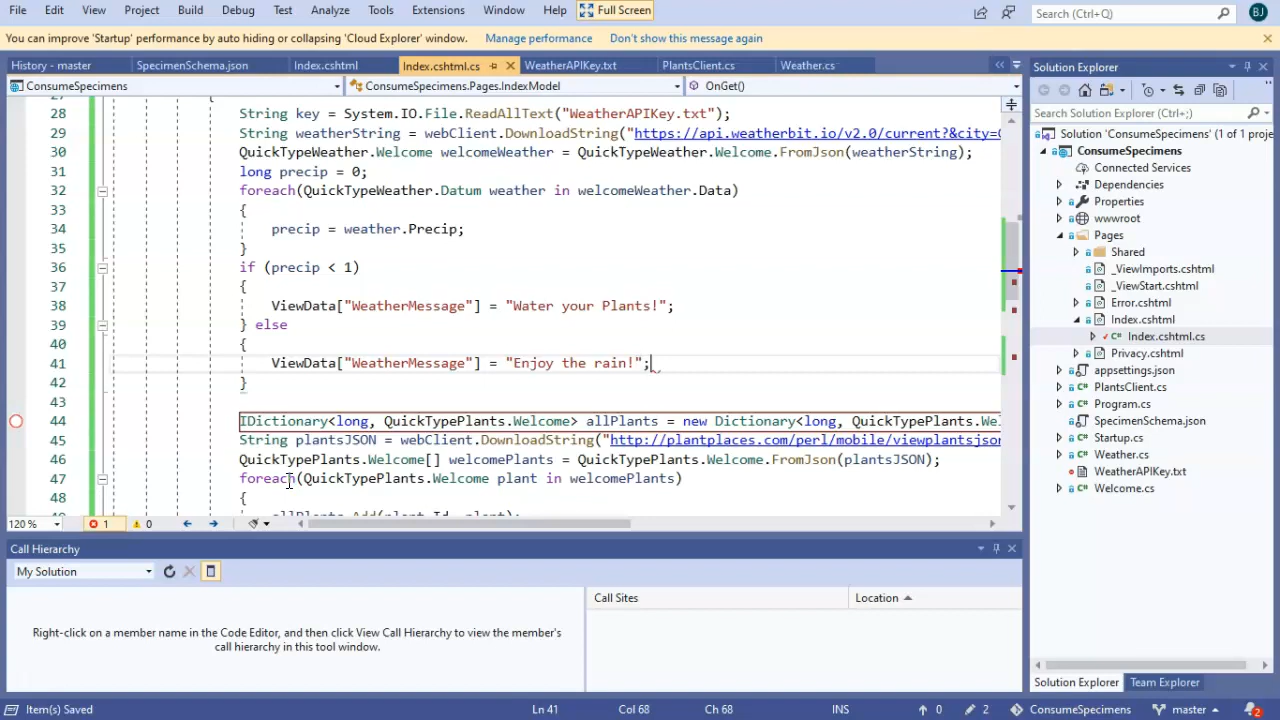 File Edit View Project Build Debug Test Analyze Tools Extensions Window Help Full Screen Search (Ctrl+Q) BJ
You can improve 'Startup' performance by auto hiding or collapsing 'Cloud Explorer' window. Manage performance Don't show this message again
History - master SpecimenSchema.json Index.cshtml Index.cshtml.cs WeatherAPIKey.txt PlantsClient.cs Weather.cs
ConsumeSpecimens ConsumeSpecimens.Pages.IndexModel OnGet()
28 String key = System.IO.File.ReadAllText("WeatherAPIKey.txt");
29 String weatherString = webClient.DownloadString("https://api.weatherbit.io/v2.0/current?&city=
30 QuickTypeWeather.Welcome welcomeWeather = QuickTypeWeather.Welcome.FromJson(weatherString);
31 long precip = 0;
32 foreach(QuickTypeWeather.Datum weather in welcomeWeather.Data)
33 {
34 precip = weather.Precip;
35 }
36 if (precip < 1)
37 {
38 ViewData["WeatherMessage"] = "Water your Plants!";
39 } else
40 {
41 ViewData["WeatherMessage"] = "Enjoy the rain!";
42 }
43
44 IDictionary<long, QuickTypePlants.Welcome> allPlants = new Dictionary<long, QuickTypePlants.Wel
45 String plantsJSON = webClient.DownloadString("http://plantplaces.com/perl/mobile/viewplantsjson
46 QuickTypePlants.Welcome[] welcomePlants = QuickTypePlants.Welcome.FromJson(plantsJSON);
47 foreach(QuickTypePlants.Welcome plant in welcomePlants)
48 {
120 % 1 0
Solution Explorer
Search Solution Explorer (Ctrl+;)
Solution 'ConsumeSpecimens' (1 of 1 proje
ConsumeSpecimens
Connected Services
Dependencies
Properties
wwwroot
Pages
Shared
_ViewImports.cshtml
_ViewStart.cshtml
Error.cshtml
Index.cshtml
Index.cshtml.cs
Privacy.cshtml
appsettings.json
PlantsClient.cs
Program.cs
SpecimenSchema.json
Startup.cs
Weather.cs
WeatherAPIKey.txt
Welcome.cs
Solution Explorer Team Explorer
Call Hierarchy
My Solution
Call Sites Location
Right-click on a member name in the Code Editor, and then click View Call Hierarchy to view the member's
call hierarchy in this tool window.
Item(s) Saved Ln 41 Col 68 Ch 68 INS 0 2 ConsumeSpecimens master 2